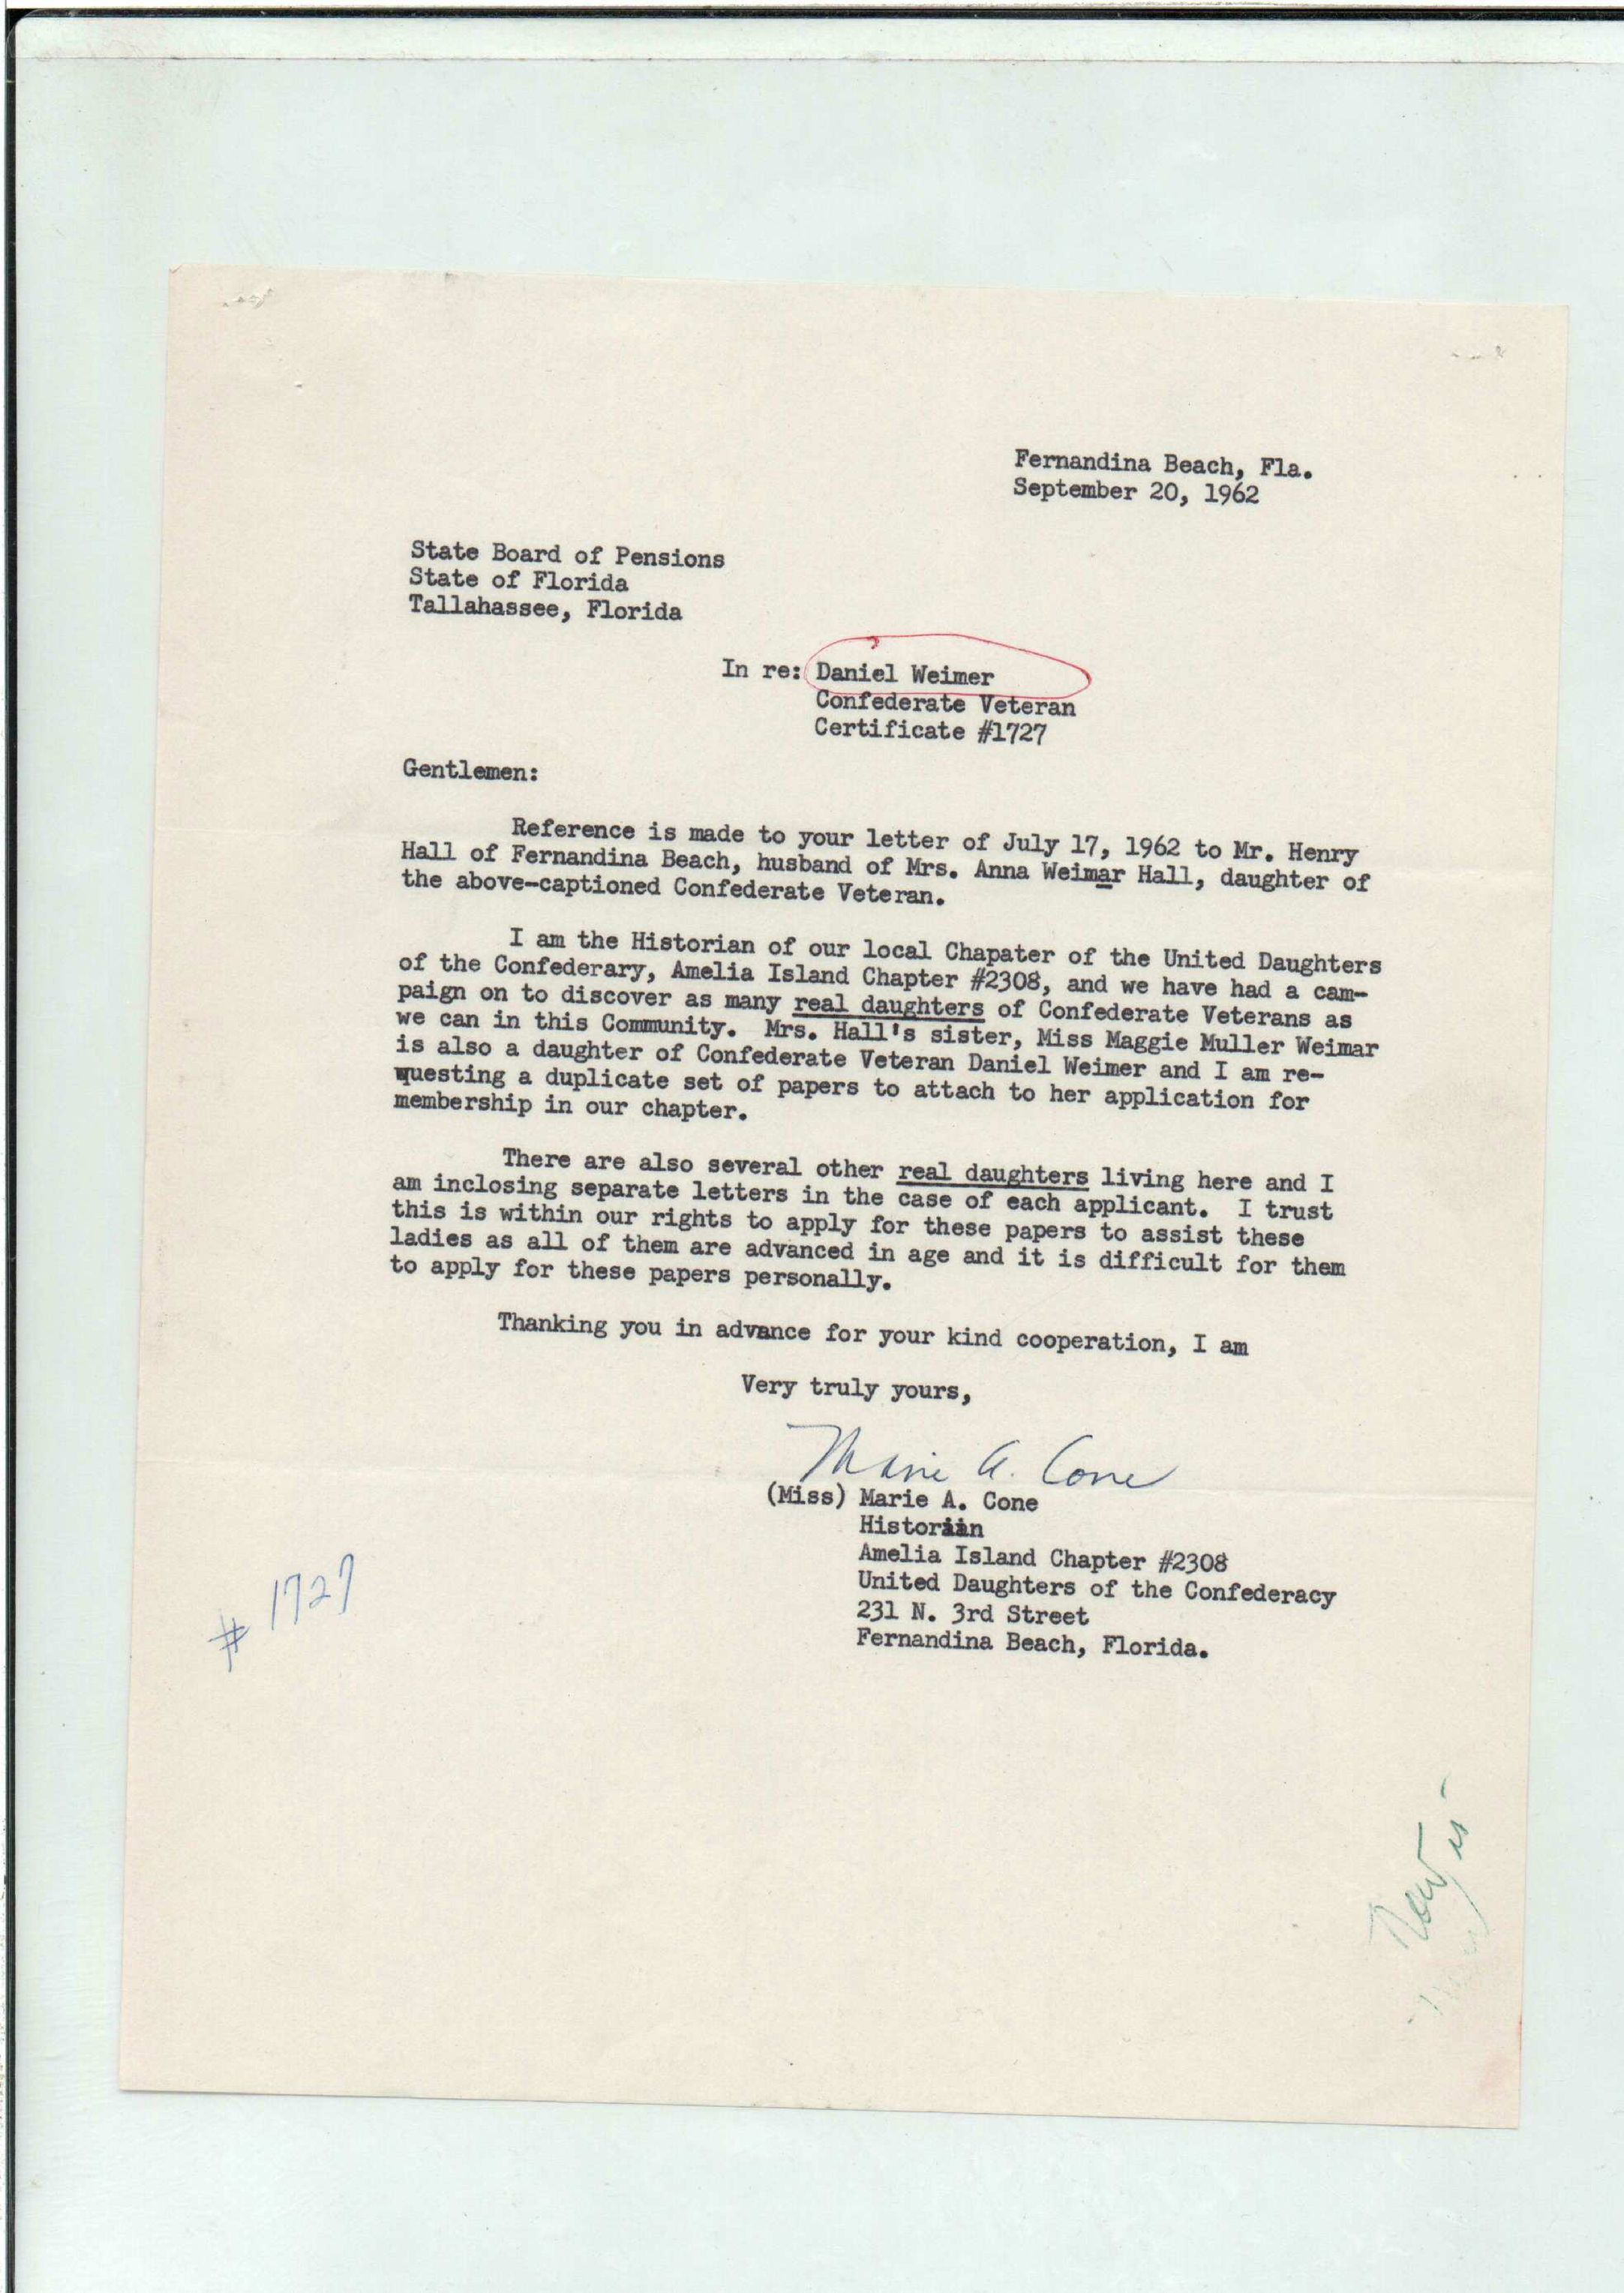 Fernandina Beach, Fla.
September 20, 1962
State Board of Pensions
State of Florida
Tallahassee, Florida
In re: Daniel Weimer
Confederate Veteran
Certificate #1727
Gentlemen:
Reference is made to your letter of July 17, 1962 to Mr. Henry
Hall of Fernandina Beach, husband of Mrs. Anna Weimar Hall, daughter of
the above-captioned Confederate Veteran.
I am the Historian of our local Chapater of the United Daughters
of the Confederary, Amelia Island Chapter #2308, and we have had a cam-
paign on to discover as many real daughters of Confederate Veterans as
we can in this Community. Mrs. Hall's sister, Miss Maggie Muller Weimar
is also a daughter of Confederate Veteran Daniel Weimer and I am re-
questing a duplicate set of papers to attach to her application for
membership in our chapter.
There are also several other real daughters living here and I
am inclosing separate letters in the case of each applicant. I trust
this is within our rights to apply for these papers to assist these
ladies as all of them are advanced in age and it is difficult for them
to apply for these papers personally.
Thanking you in advance for your kind cooperation, I am
Very truly yours,
Marie A. Cone
(Miss) Marie A. Cone
Historian
Amelia Island Chapter #2308
United Daughters of the Confederacy
231 N. 3rd Street
Fernandina Beach, Florida.
# 1727